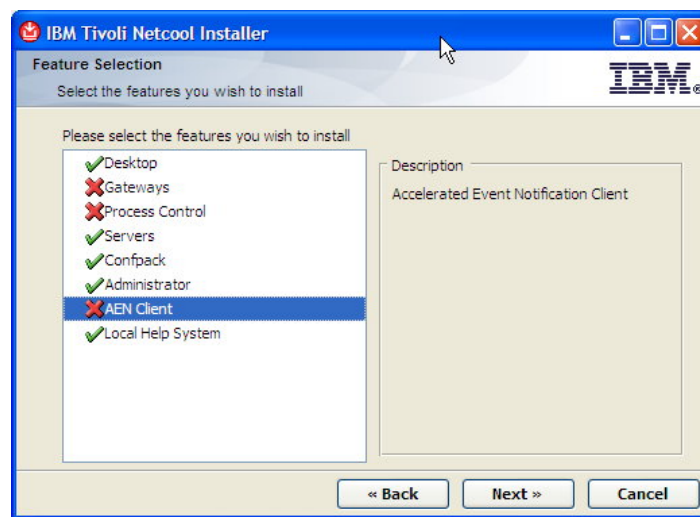 IBM Tivoli Netcool Installer
Feature Selection
Select the features you wish to install
IBM®
Please select the features you wish to install
Desktop
Gateways
Process Control
Servers
Confpack
Administrator
AEN Client
Local Help System
Description
Accelerated Event Notification Client
« Back
Next »
Cancel